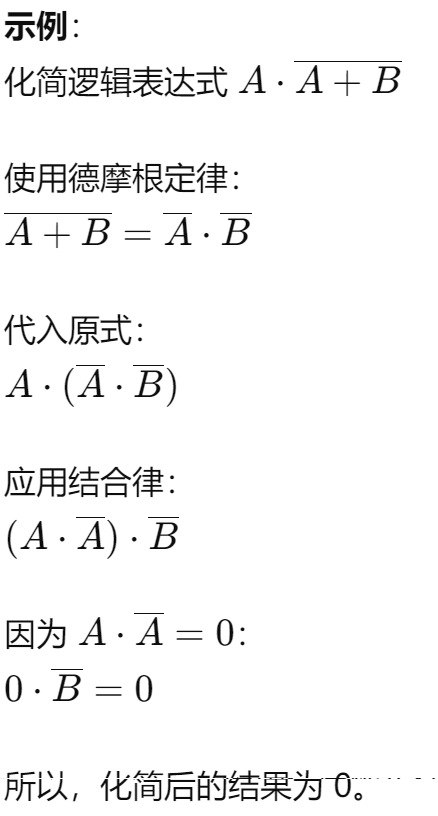 示例：
化简逻辑表达式 $A \cdot \overline{A + B}$
使用德摩根定律：
$\overline{A + B} = \overline{A} \cdot \overline{B}$
代入原式：
$A \cdot (\overline{A} \cdot \overline{B})$
应用结合律：
$(A \cdot \overline{A}) \cdot \overline{B}$
因为 $A \cdot \overline{A} = 0$：
$0 \cdot \overline{B} = 0$
所以，化简后的结果为 0。